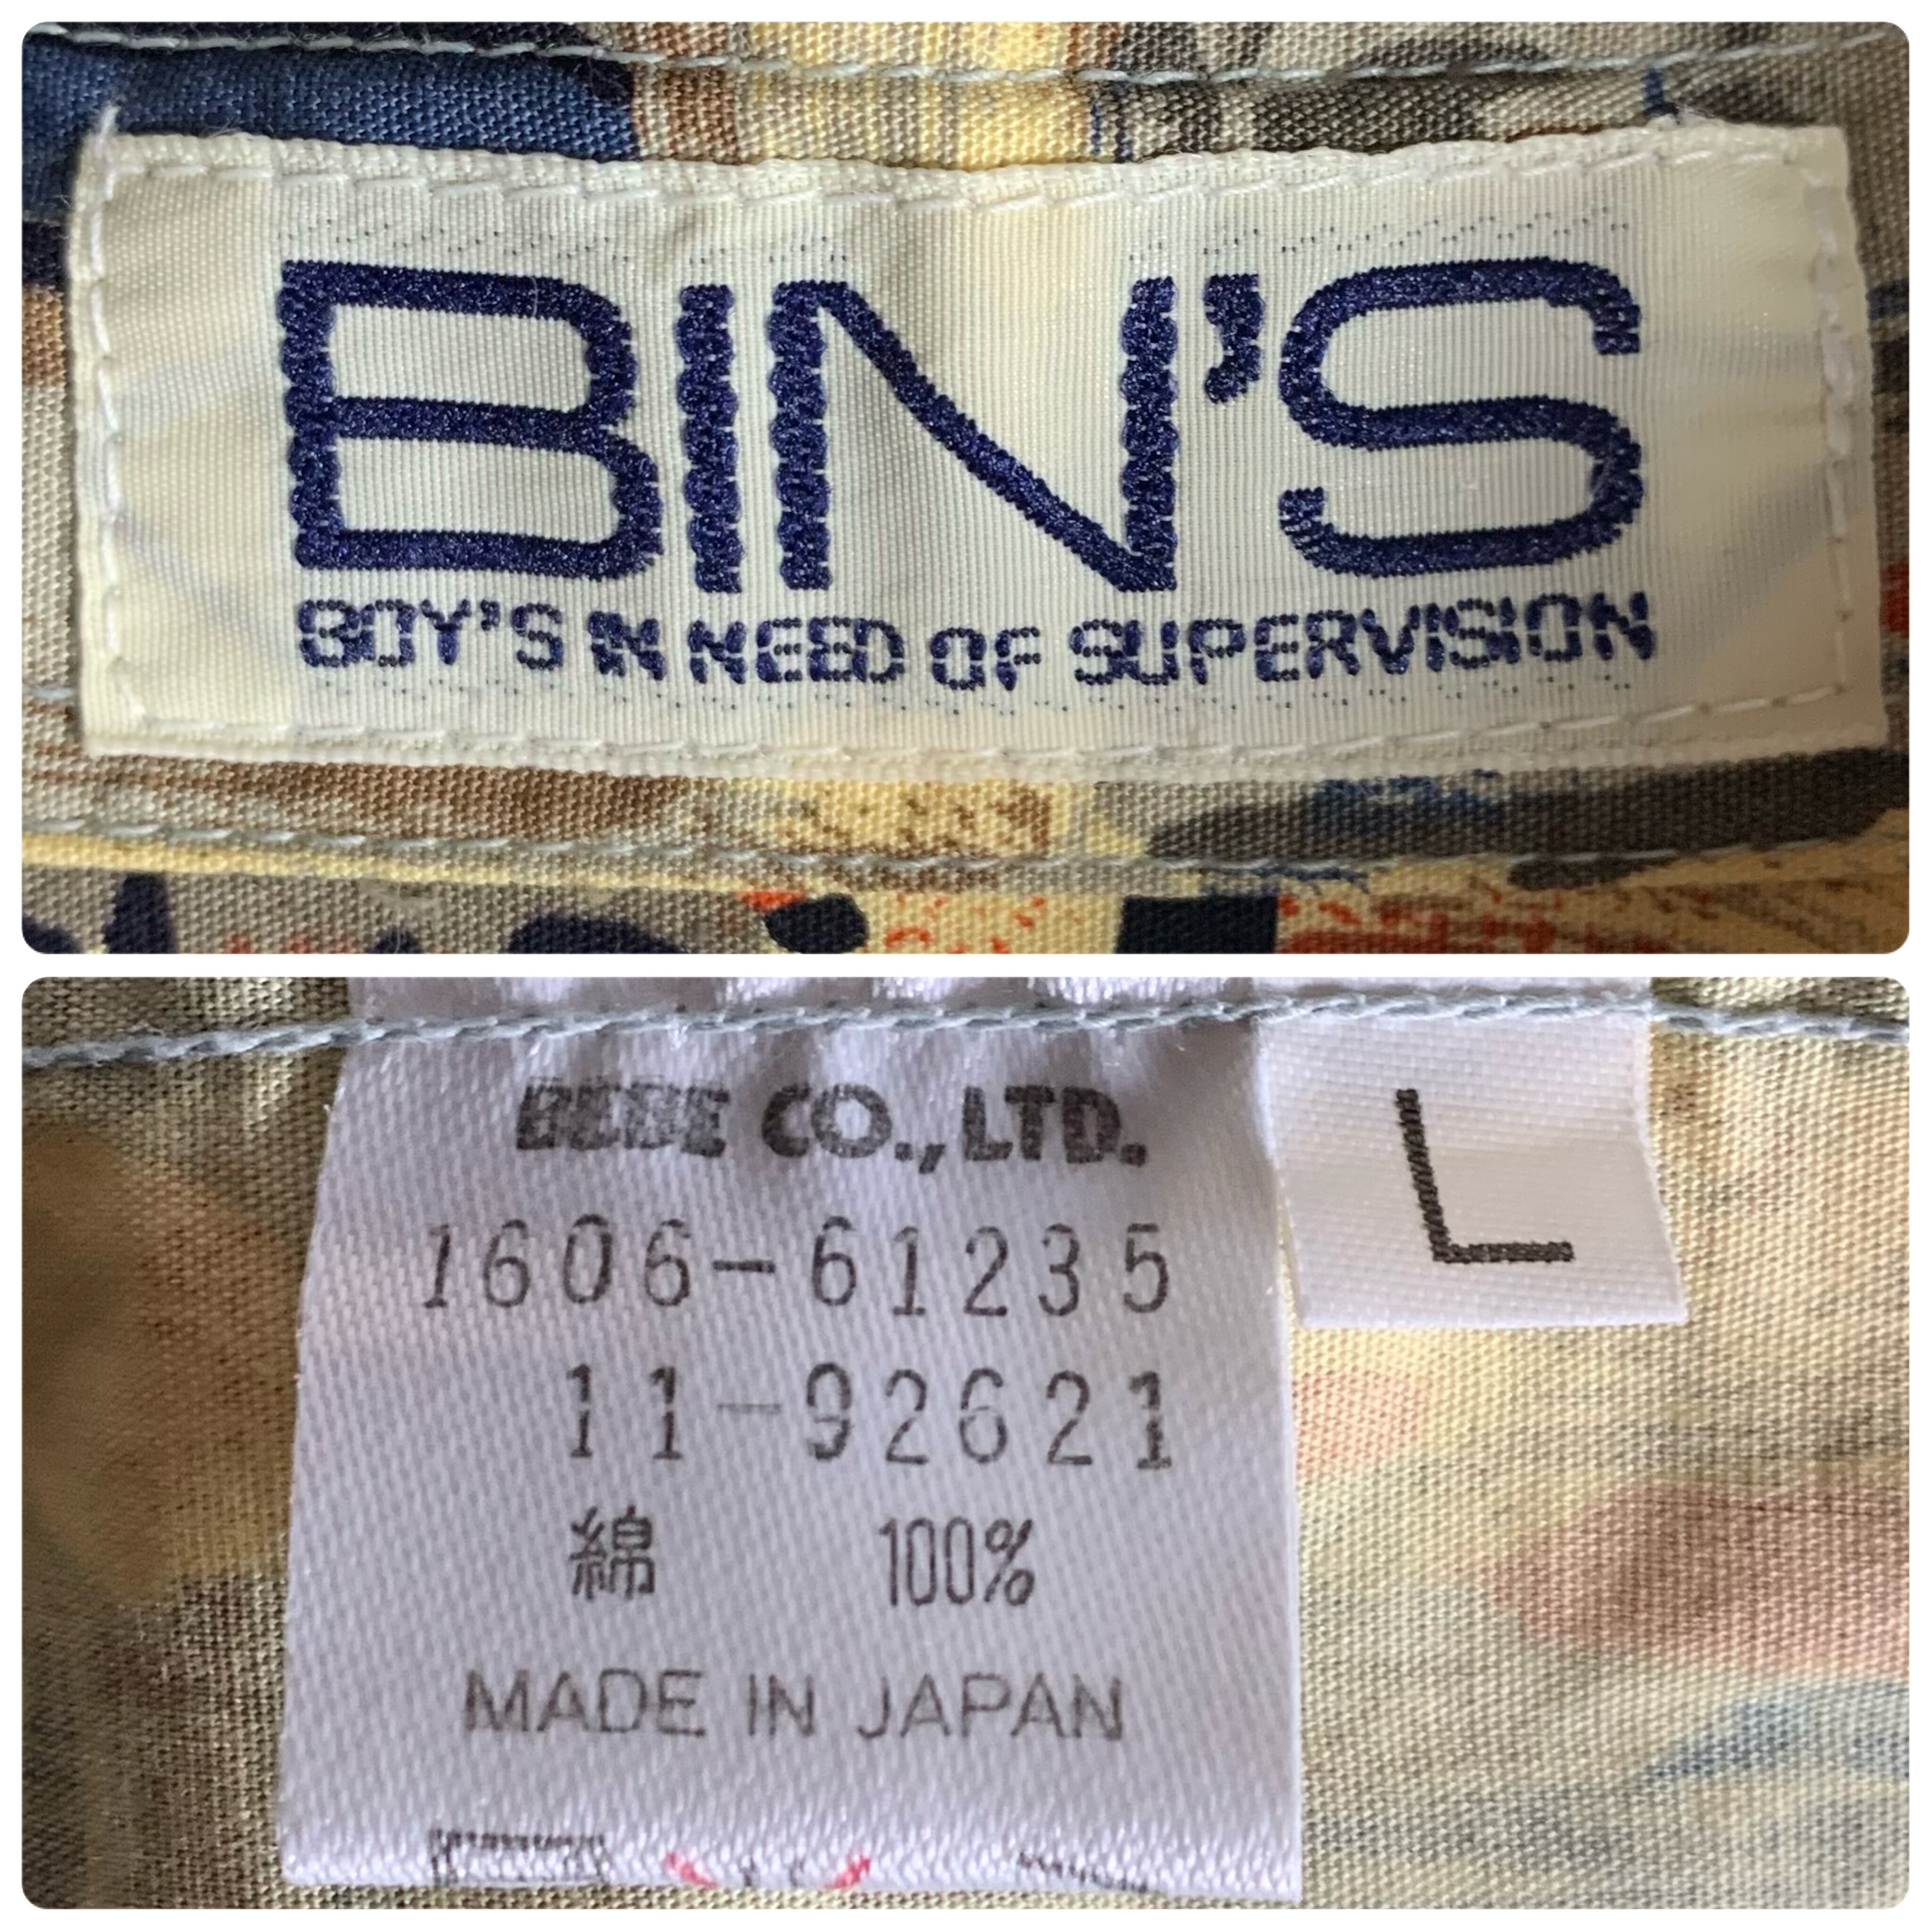 BIN'S
BOY'S IN NEED OF SUPERVISION
BEBE CO., LTD.
L
1606-61235
11-92621
綿 100%
MADE IN JAPAN